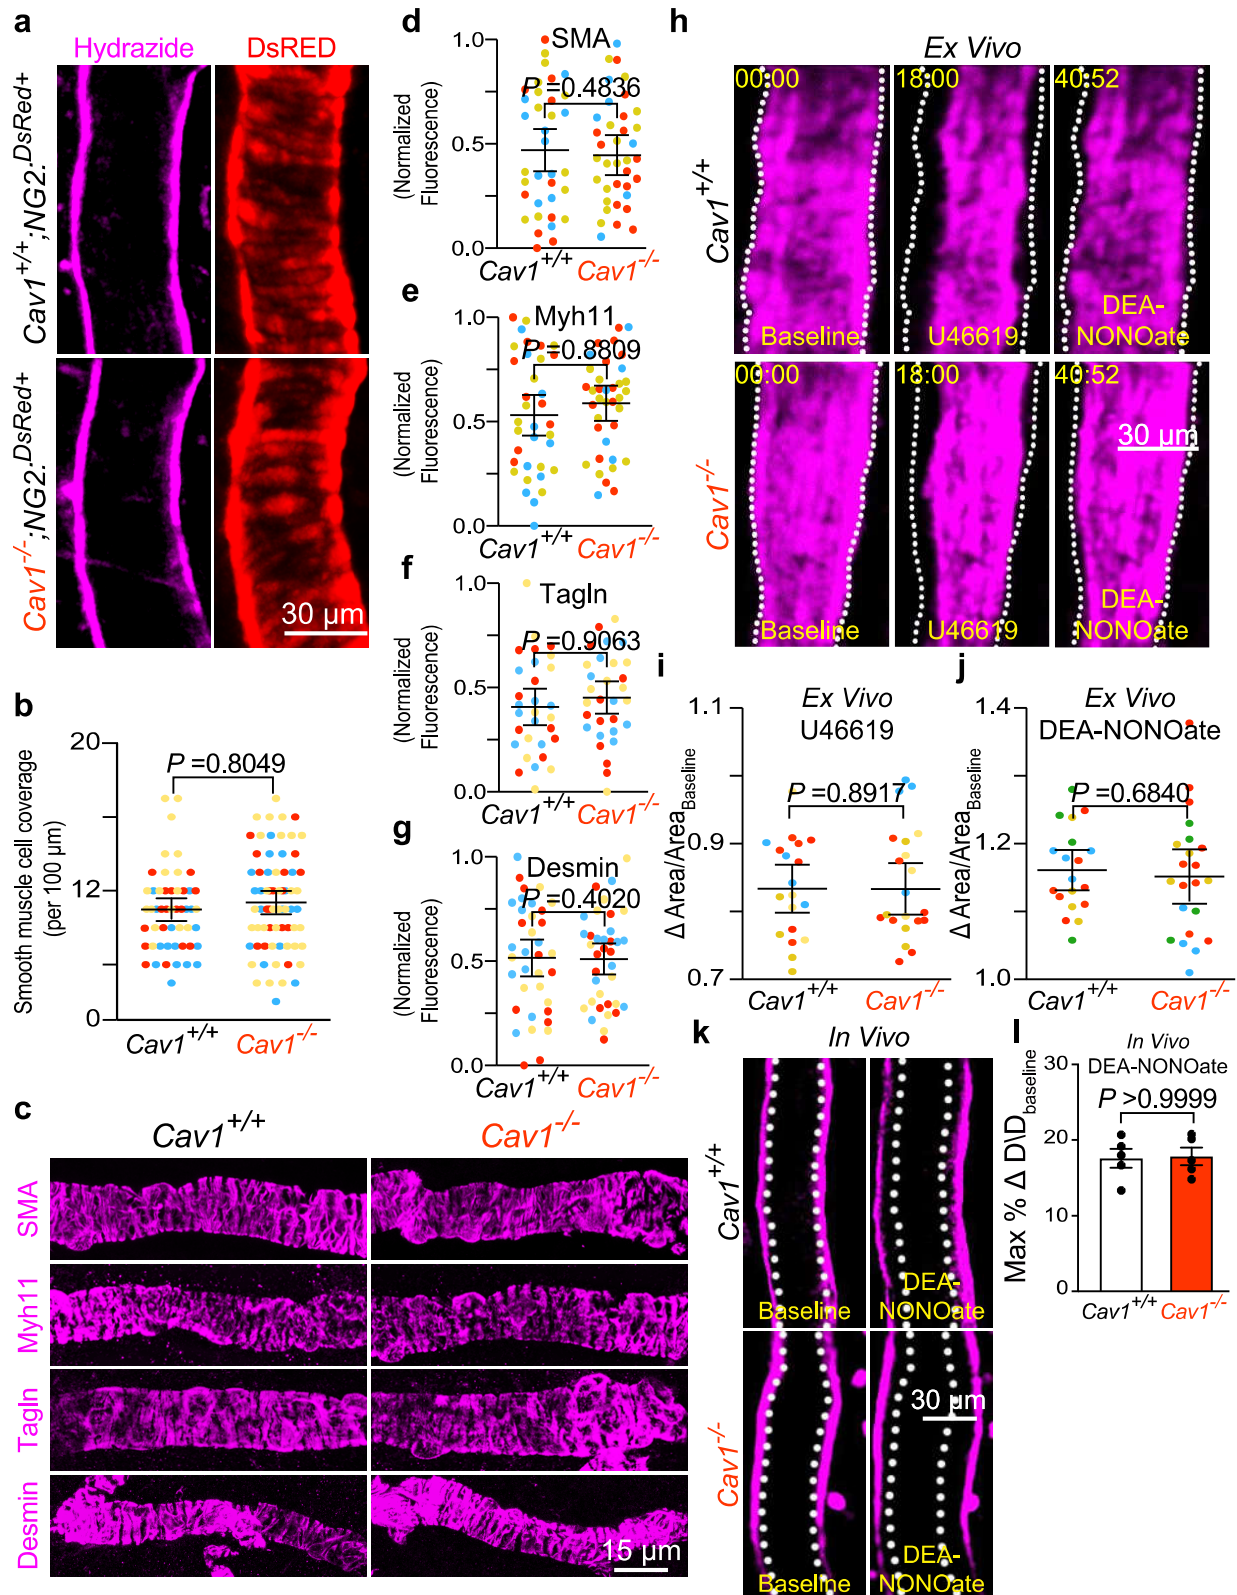 a
Hydrazide
DsRED
Cav1+/+;NG2:DsRed+
Cav1-/-;NG2:DsRed+
30 µm
b
Smooth muscle cell coverage
(per 100 µm)
20
12
0
P =0.8049
Cav1+/+
Cav1-/-
c
Cav1+/+
Cav1-/-
SMA
Myh11
Tagln
Desmin
15 µm
d
SMA
(Normalized
Fluorescence)
1.0
0.5
0.0
P =0.4836
Cav1+/+
Cav1-/-
e
Myh11
(Normalized
Fluorescence)
1.0
0.5
0.0
P =0.8809
Cav1+/+
Cav1-/-
f
Tagln
(Normalized
Fluorescence)
1.0
0.5
0.0
P =0.9063
Cav1+/+
Cav1-/-
g
Desmin
(Normalized
Fluorescence)
1.0
0.5
0.0
P =0.4020
Cav1+/+
Cav1-/-
h
Ex Vivo
Cav1+/+
00:00
18:00
40:52
Baseline
U46619
DEA-
NONOate
Cav1-/-
00:00
18:00
40:52
30 µm
Baseline
U46619
DEA-
NONOate
i
Ex Vivo
U46619
Δ Area/AreaBaseline
1.1
0.9
0.7
P =0.8917
Cav1+/+
Cav1-/-
j
Ex Vivo
DEA-NONOate
Δ Area/AreaBaseline
1.4
1.2
1.0
P =0.6840
Cav1+/+
Cav1-/-
k
In Vivo
Cav1+/+
Baseline
DEA-
NONOate
Cav1-/-
30 µm
Baseline
DEA-
NONOate
l
In Vivo
DEA-NONOate
Max % Δ D\Dbaseline
30
20
10
0
P >0.9999
Cav1+/+
Cav1-/-